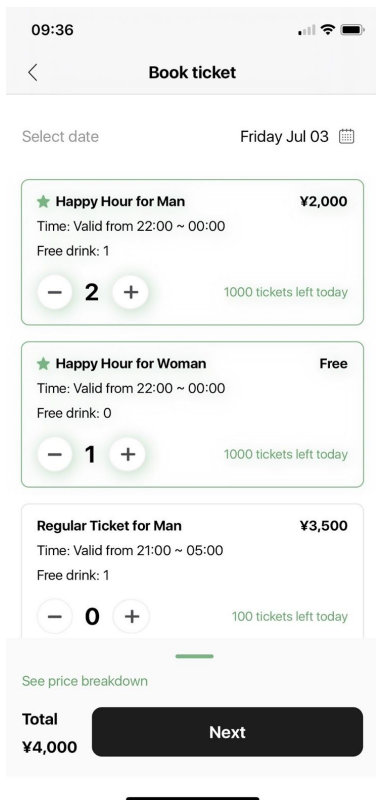 09:36
Book ticket
Select date Friday Jul 03
Happy Hour for Man ¥2,000
Time: Valid from 22:00 ~ 00:00
Free drink: 1
2 1000 tickets left today
Happy Hour for Woman Free
Time: Valid from 22:00 ~ 00:00
Free drink: 0
1 1000 tickets left today
Regular Ticket for Man ¥3,500
Time: Valid from 21:00 ~ 05:00
Free drink: 1
0 100 tickets left today
See price breakdown
Total
¥4,000
Next